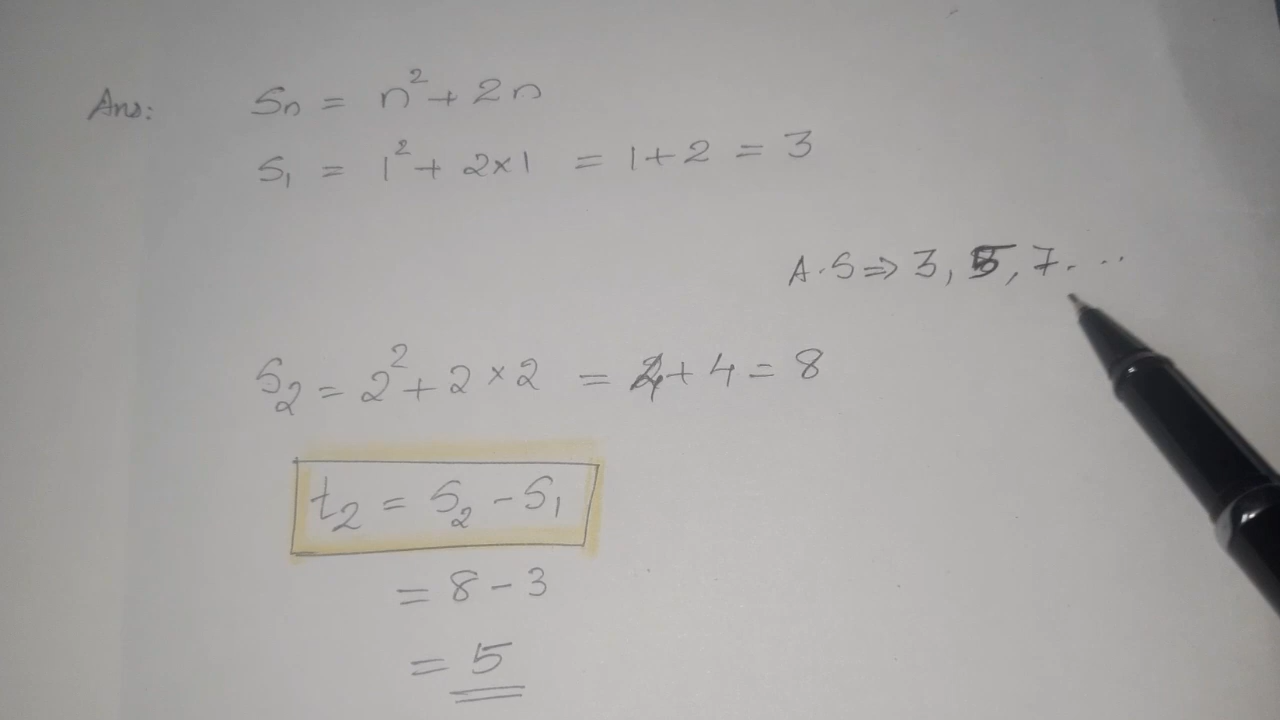 Ans: Sn = n² + 2n
S₁ = 1² + 2×1 = 1+2 = 3
A.S ⇒ 3, 5, 7. ...
S₂ = 2² + 2×2 = 4+4 = 8
t₂ = S₂ - S₁
= 8 - 3
= 5